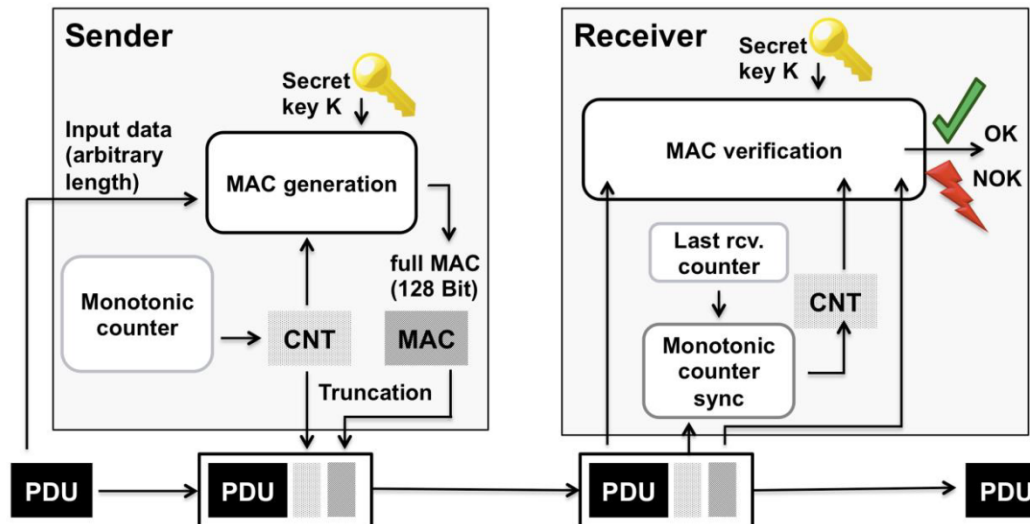 Sender
Secret
key K
Input data
(arbitrary
length)
MAC generation
full MAC
(128 Bit)
Monotonic
counter
CNT
MAC
Truncation
PDU
PDU
Receiver
Secret
key K
MAC verification
OK
NOK
Last rcv.
counter
CNT
Monotonic
counter
sync
PDU
PDU